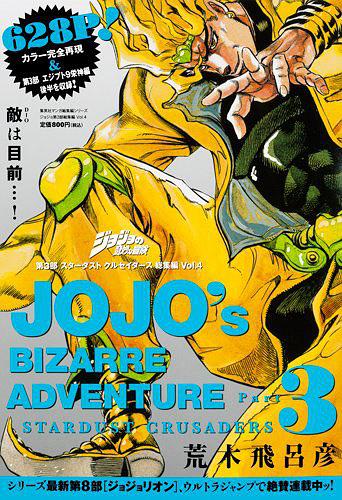 628P!
カラー完全再現
&
第3部 エジプト9栄神編
後半を収録!
集英社マンガ総集編シリーズ
ジョジョ第3部総集編 Vol.4
定価800円(税込)
DIO
敵は目前…!
ジョジョの奇妙な冒険
第3部 スターダスト クルセイダース 総集編 Vol.4
JOJO's
BIZARRE
ADVENTURE Part 3
STARDUST CRUSADERS
荒木飛呂彦
シリーズ最新第8部[ジョジョリオン]、ウルトラジャンプで絶賛連載中ッ!